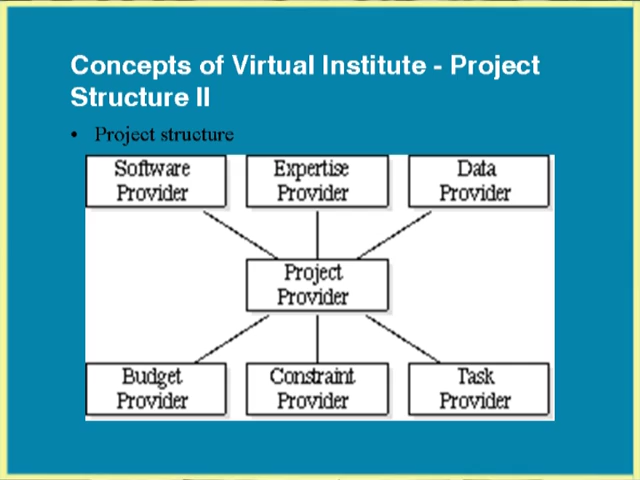 Concepts of Virtual Institute - Project
Structure II
• Project structure
Software
Provider
Expertise
Provider
Data
Provider
Project
Provider
Budget
Provider
Constraint
Provider
Task
Provider